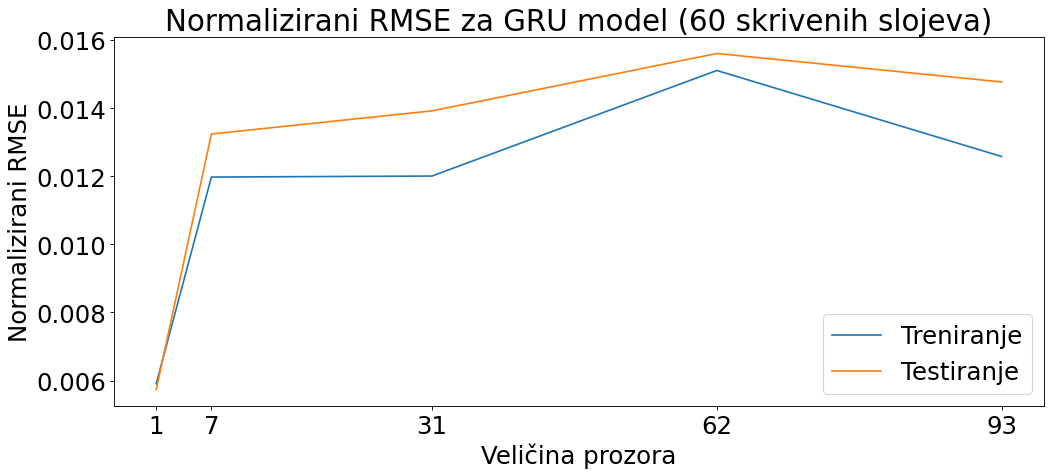 Normalizirani RMSE za GRU model (60 skrivenih slojeva)
Normalizirani RMSE
0.016
0.014
0.012
0.010
0.008
0.006
Treniranje
Testiranje
1 7 31 62 93
Veličina prozora